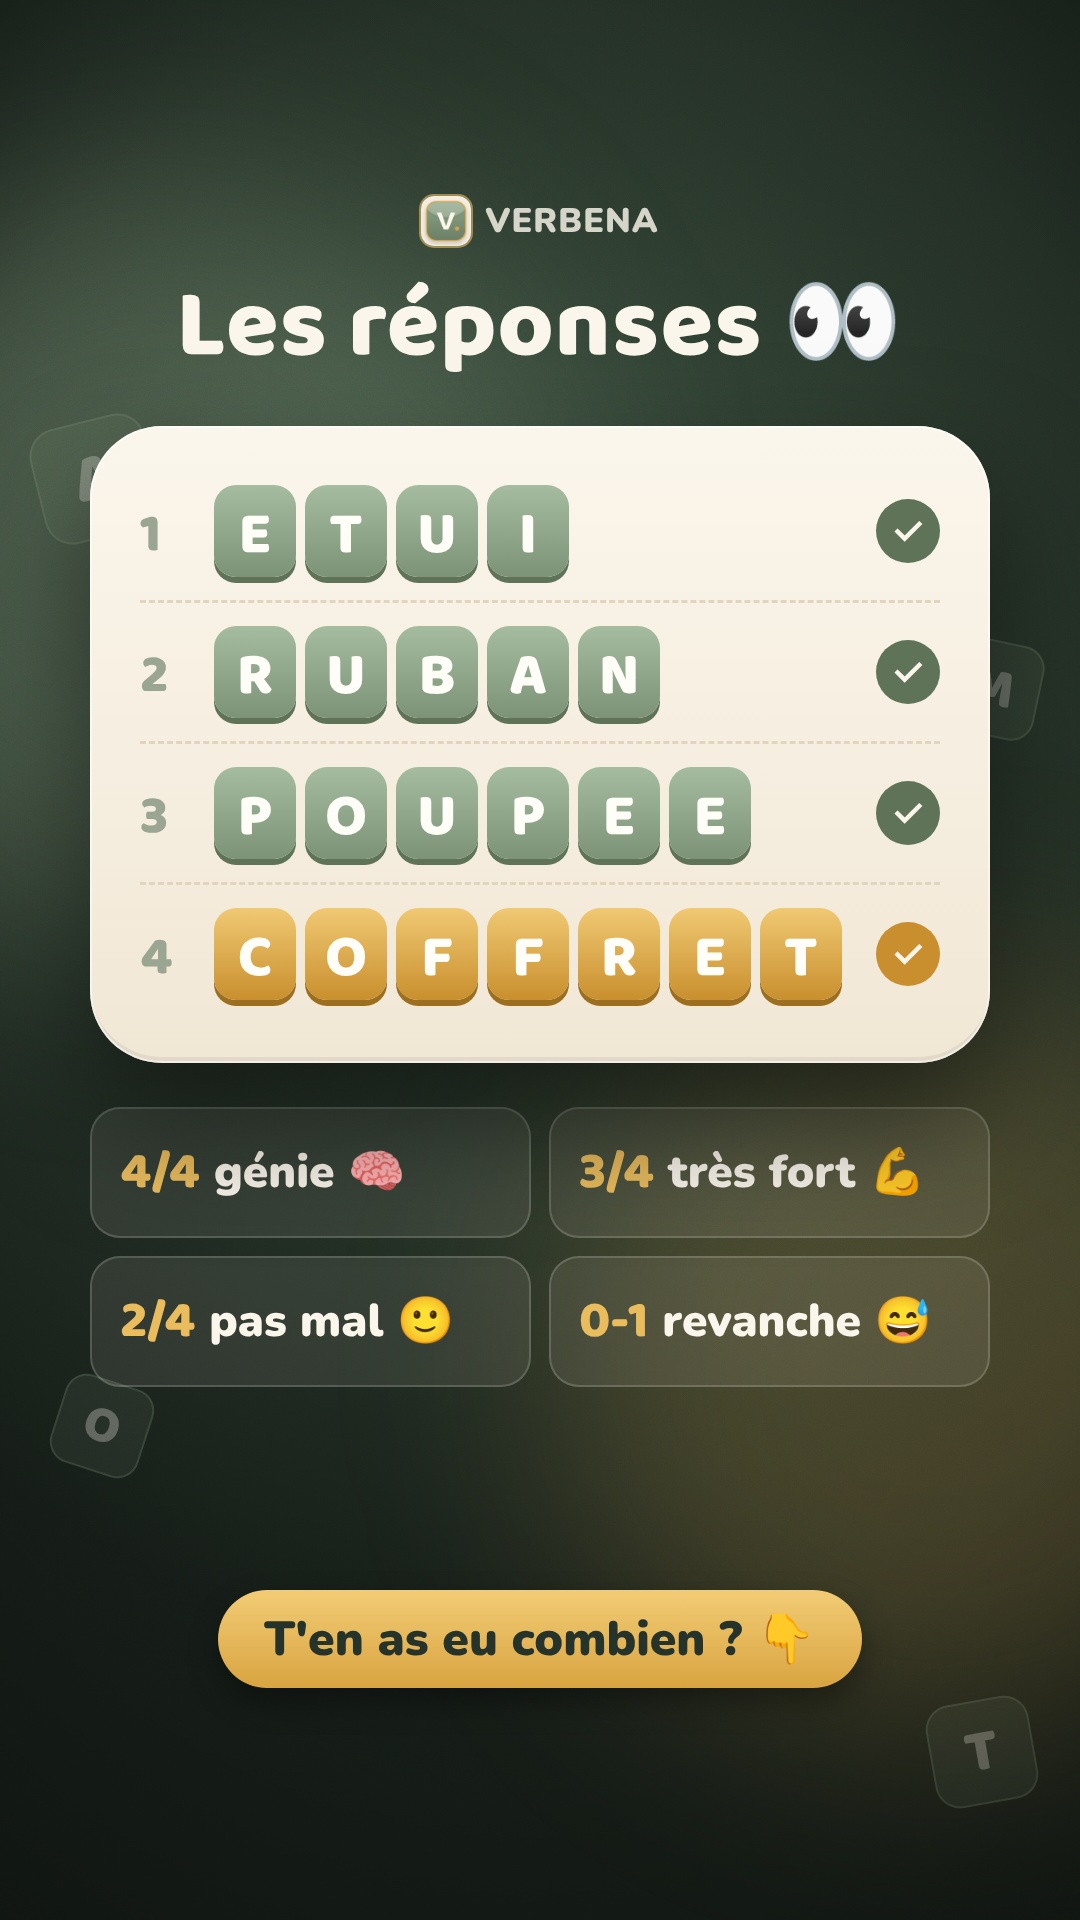 V.
VERBENA
Les réponses 👀
1 ETUI
2 RUBAN
M
3 POUPEE
4 COFFRET
4/4 génie 🧠
3/4 très fort 💪
2/4 pas mal 🙂
0-1 revanche 😅
O
T'en as eu combien ? 👇
T